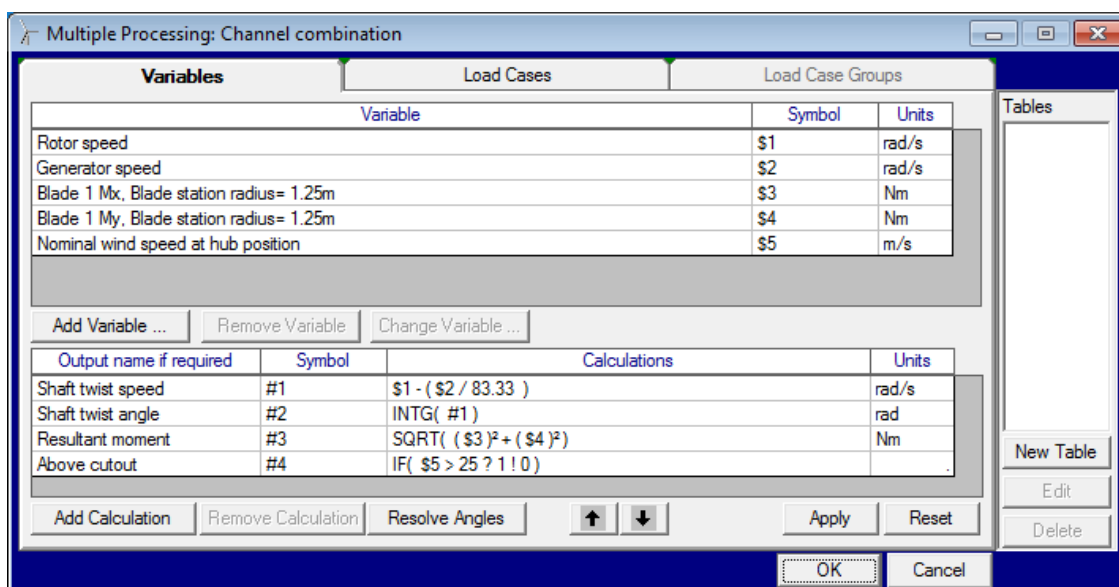 Multiple Processing: Channel combination
Variables Load Cases Load Case Groups
Variable Symbol Units
Rotor speed $1 rad/s
Generator speed $2 rad/s
Blade 1 Mx, Blade station radius= 1.25m $3 Nm
Blade 1 My, Blade station radius= 1.25m $4 Nm
Nominal wind speed at hub position $5 m/s
Add Variable ... Remove Variable Change Variable ...
Output name if required Symbol Calculations Units
Shaft twist speed #1 $1 - ( $2 / 83.33 ) rad/s
Shaft twist angle #2 INTG( #1 ) rad
Resultant moment #3 SQRT( ( $3 )² + ( $4 )² ) Nm
Above cutout #4 IF( $5 > 25 ? 1 ! 0 ) .
Add Calculation Remove Calculation Resolve Angles Apply Reset
Tables
New Table
Edit
Delete
OK Cancel